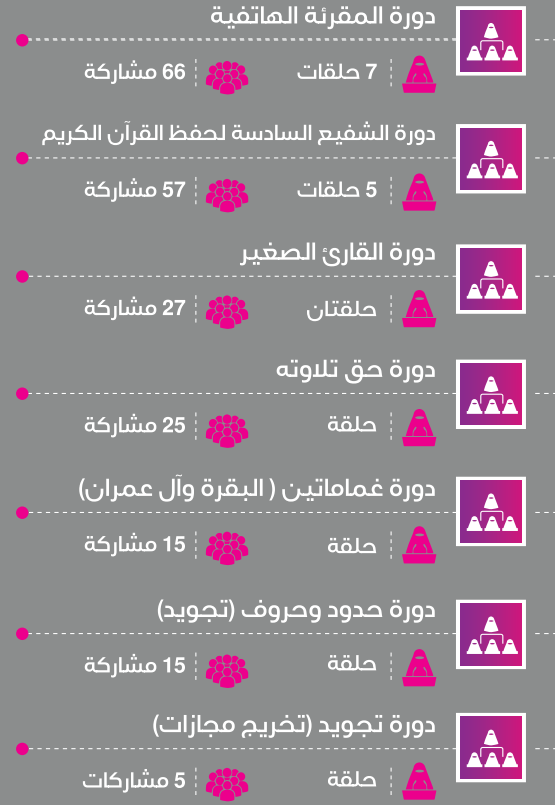 دورة المقرئة الهاتفية
7 حلقات 66 مشاركة
دورة الشفيع السادسة لحفظ القرآن الكريم
5 حلقات 57 مشاركة
دورة القارئ الصغير
حلقتان 27 مشاركة
دورة حق تلاوته
حلقة 25 مشاركة
دورة غماماتين ( البقرة وآل عمران)
حلقة 15 مشاركة
دورة حدود وحروف (تجويد)
حلقة 15 مشاركة
دورة تجويد (تخريج مجازات)
حلقة 5 مشاركات